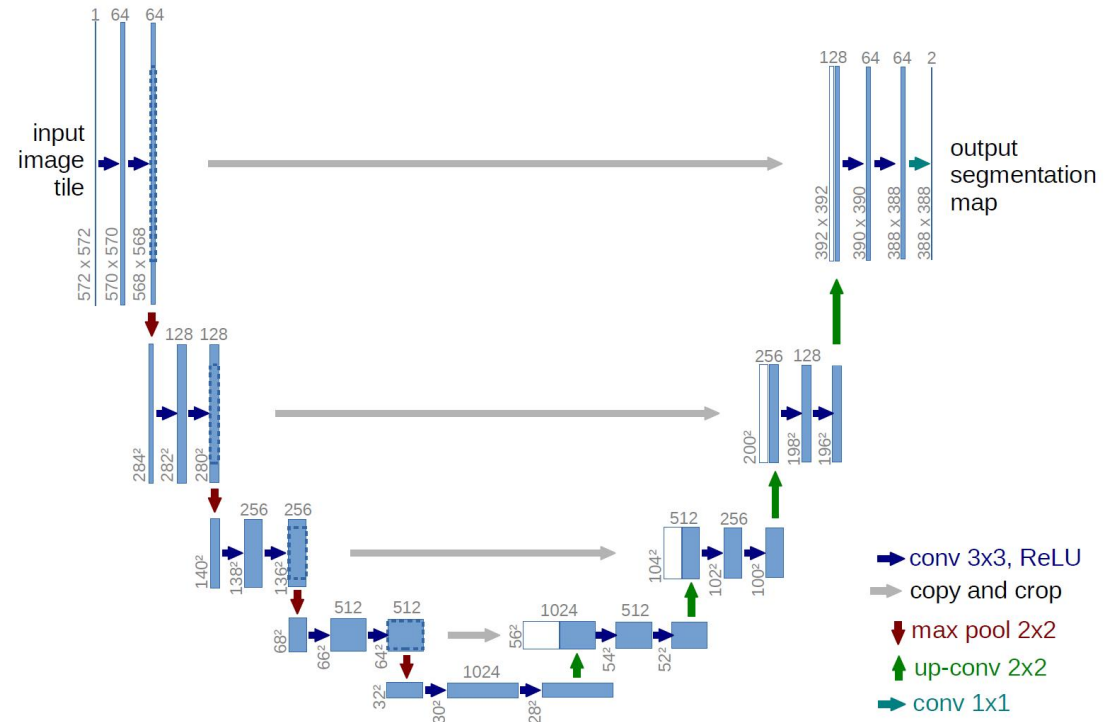 1 64 64
128 64 64 2
input
image
tile
output
segmentation
map
572 x 572
570 x 570
568 x 568
392 x 392
390 x 390
388 x 388
388 x 388
128 128
256 128
284²
282²
280²
200²
198²
196²
256 256
512 256
140²
138²
136²
104²
102²
100²
512 512
1024 512
68²
66²
64²
56²
54²
52²
1024
32²
30²
28²
conv 3x3, ReLU
copy and crop
max pool 2x2
up-conv 2x2
conv 1x1